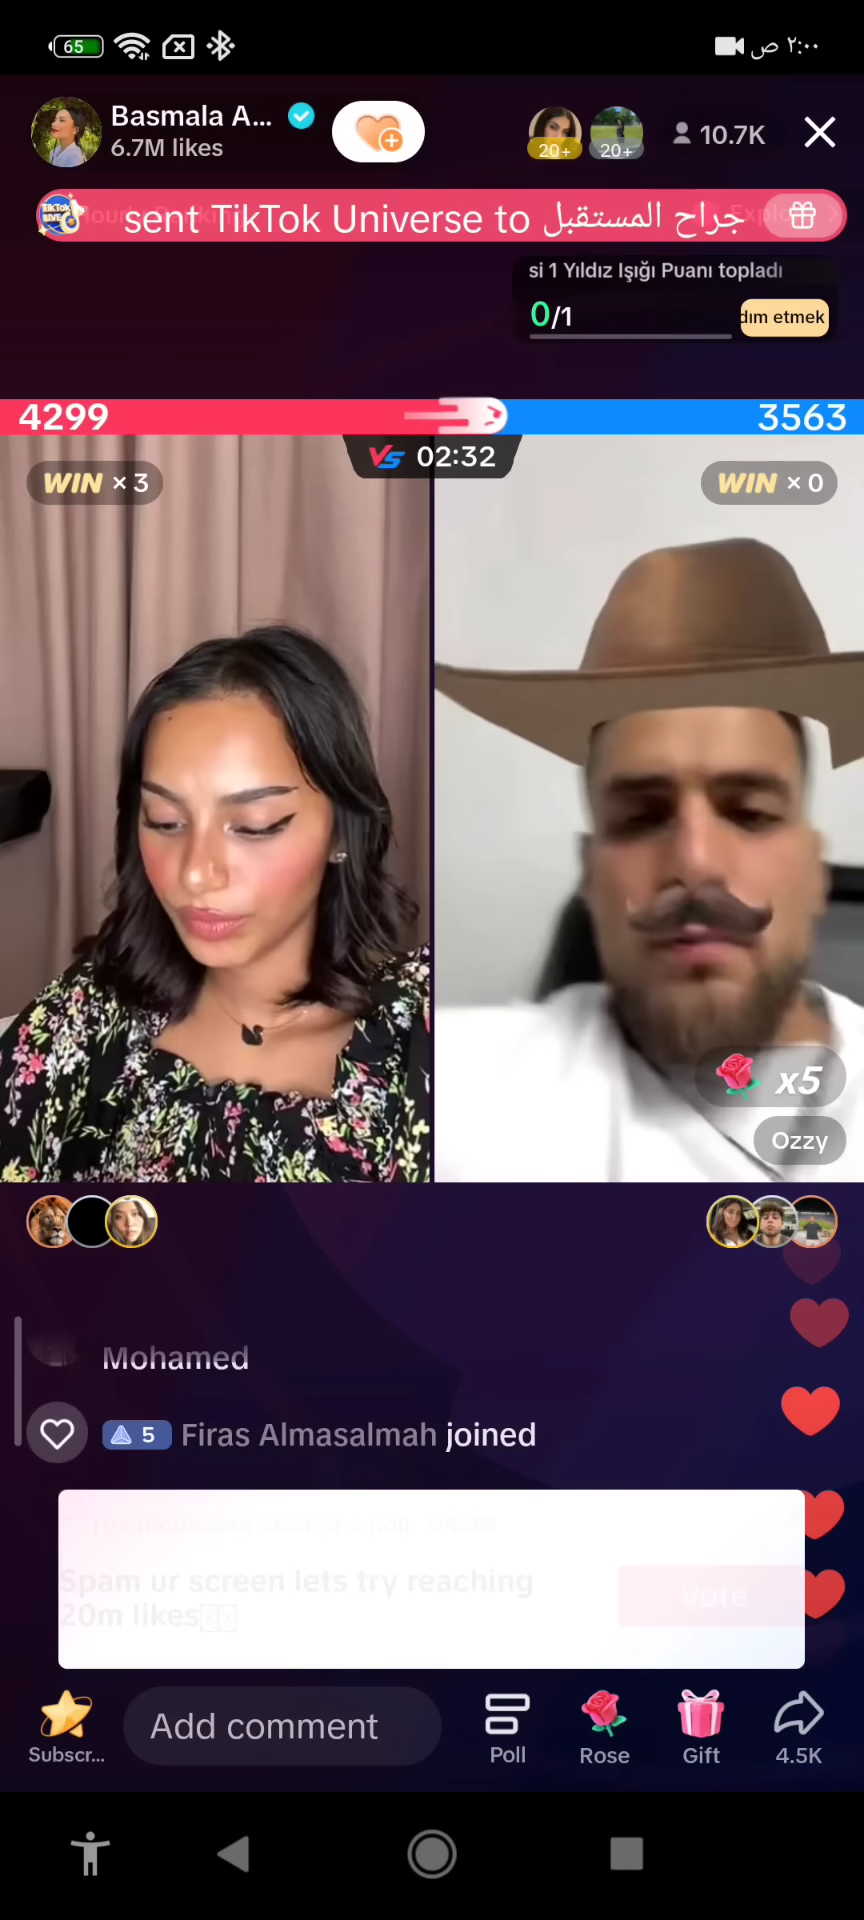 65
٢:٠٠ ص
Basmala A...
6.7M likes
20+
20+
10.7K
sent TikTok Universe to جراح المستقبل
si 1 Yıldız Işığı Puanı topladı
0/1
dım etmek
4299
3563
VS 02:32
WIN × 3
WIN × 0
x5
Ozzy
Mohamed
5 Firas Almasalmah joined
Spam ur screen lets try reaching
20m likes
Vote
Add comment
Subscr...
Poll
Rose
Gift
4.5K